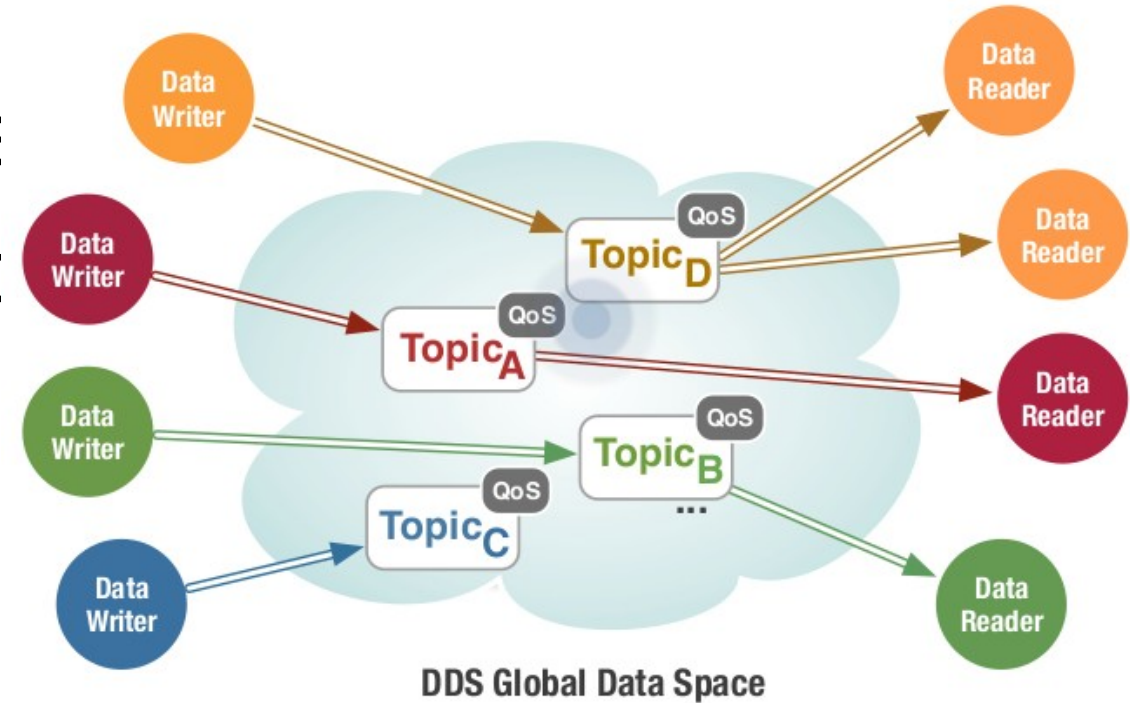 Data
Writer
Data
Reader
Data
Writer
QoS
Topic D
Data
Reader
QoS
Topic A
Data
Reader
Data
Writer
QoS
Topic B
...
QoS
Topic C
Data
Writer
Data
Reader
DDS Global Data Space